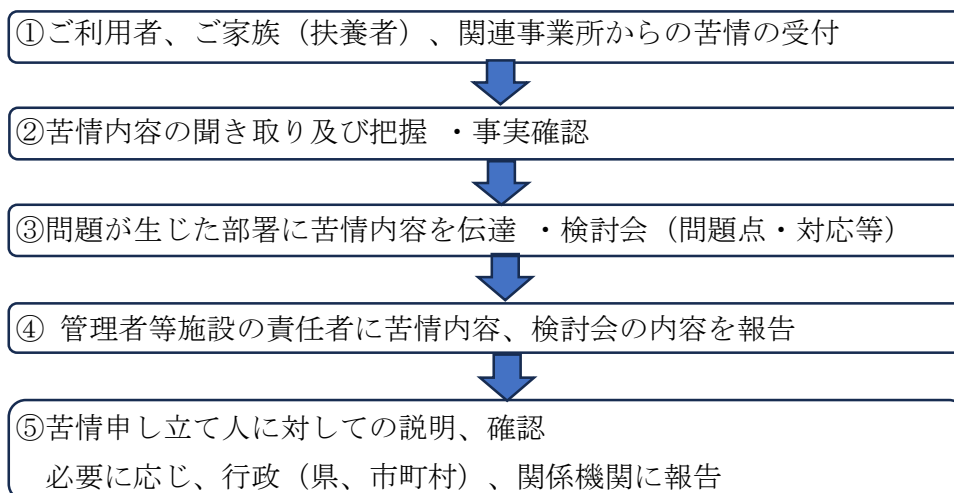 ①ご利用者、ご家族（扶養者）、関連事業所からの苦情の受付
②苦情内容の聞き取り及び把握 ・事実確認
③問題が生じた部署に苦情内容を伝達 ・検討会（問題点・対応等）
④ 管理者等施設の責任者に苦情内容、検討会の内容を報告
⑤苦情申し立て人に対しての説明、確認
必要に応じ、行政（県、市町村）、関係機関に報告